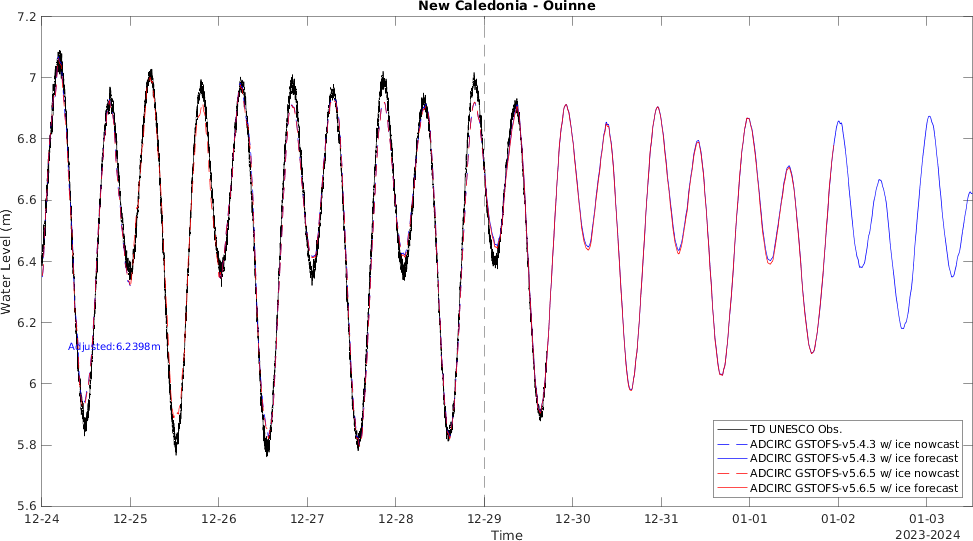 New Caledonia - Ouinne
7.2
7
6.8
6.6
6.4
6.2
6
5.8
5.6
Water Level (m)
Adjusted:6.2398m
TD UNESCO Obs.
ADCIRC GSTOFS-v5.4.3 w/ ice nowcast
ADCIRC GSTOFS-v5.4.3 w/ ice forecast
ADCIRC GSTOFS-v5.6.5 w/ ice nowcast
ADCIRC GSTOFS-v5.6.5 w/ ice forecast
12-24 12-25 12-26 12-27 12-28 12-29 12-30 12-31 01-01 01-02 01-03
Time
2023-2024